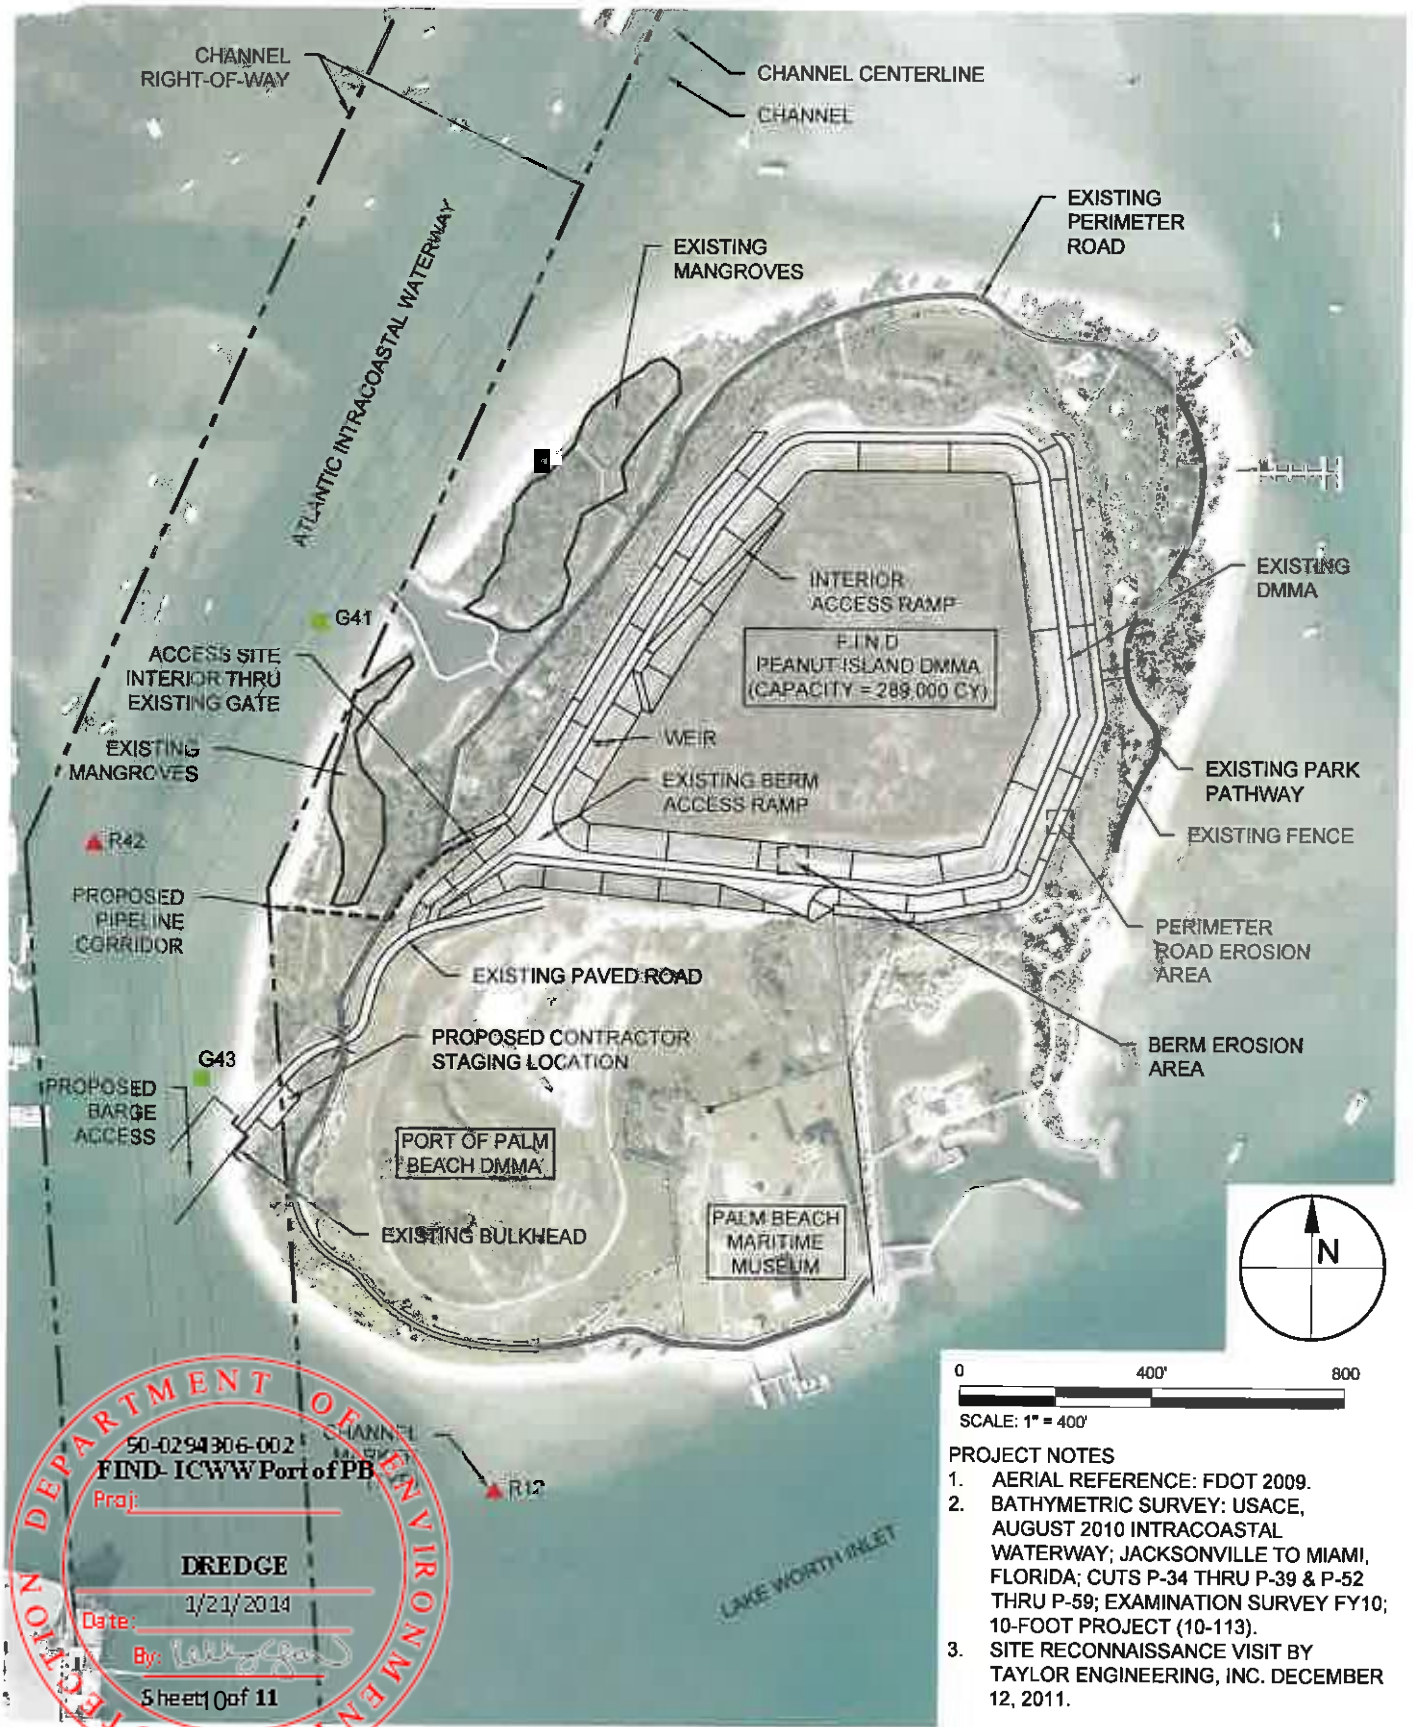 CHANNEL
RIGHT-OF-WAY
CHANNEL CENTERLINE
CHANNEL
EXISTING
PERIMETER
ROAD
EXISTING
MANGROVES
ATLANTIC INTRACOASTAL WATERWAY
INTERIOR
ACCESS RAMP
EXISTING
DMMA
F.I.N.D
PEANUT ISLAND DMMA
(CAPACITY = 289,000 CY)
G41
ACCESS SITE
INTERIOR THRU
EXISTING GATE
WEIR
EXISTING
MANGROVES
EXISTING BERM
ACCESS RAMP
EXISTING PARK
PATHWAY
EXISTING FENCE
R42
PROPOSED
PIPELINE
CORRIDOR
PERIMETER
ROAD EROSION
AREA
EXISTING PAVED ROAD
PROPOSED CONTRACTOR
STAGING LOCATION
BERM EROSION
AREA
G43
PROPOSED
BARGE
ACCESS
PORT OF PALM
BEACH DMMA
EXISTING BULKHEAD
PALM BEACH
MARITIME
MUSEUM
N
0 400' 800
SCALE: 1" = 400'
CHANNEL
R12
LAKE WORTH INLET
DEPARTMENT OF ENVIRONMEN
TECTION
50-0294306-002
FIND- ICWW Port of PB
Proj:
DREDGE
1/21/2014
Date:
By:
Sheet 10 of 11
PROJECT NOTES
1. AERIAL REFERENCE: FDOT 2009.
2. BATHYMETRIC SURVEY: USACE,
AUGUST 2010 INTRACOASTAL
WATERWAY; JACKSONVILLE TO MIAMI,
FLORIDA; CUTS P-34 THRU P-39 & P-52
THRU P-59; EXAMINATION SURVEY FY10;
10-FOOT PROJECT (10-113).
3. SITE RECONNAISSANCE VISIT BY
TAYLOR ENGINEERING, INC. DECEMBER
12, 2011.